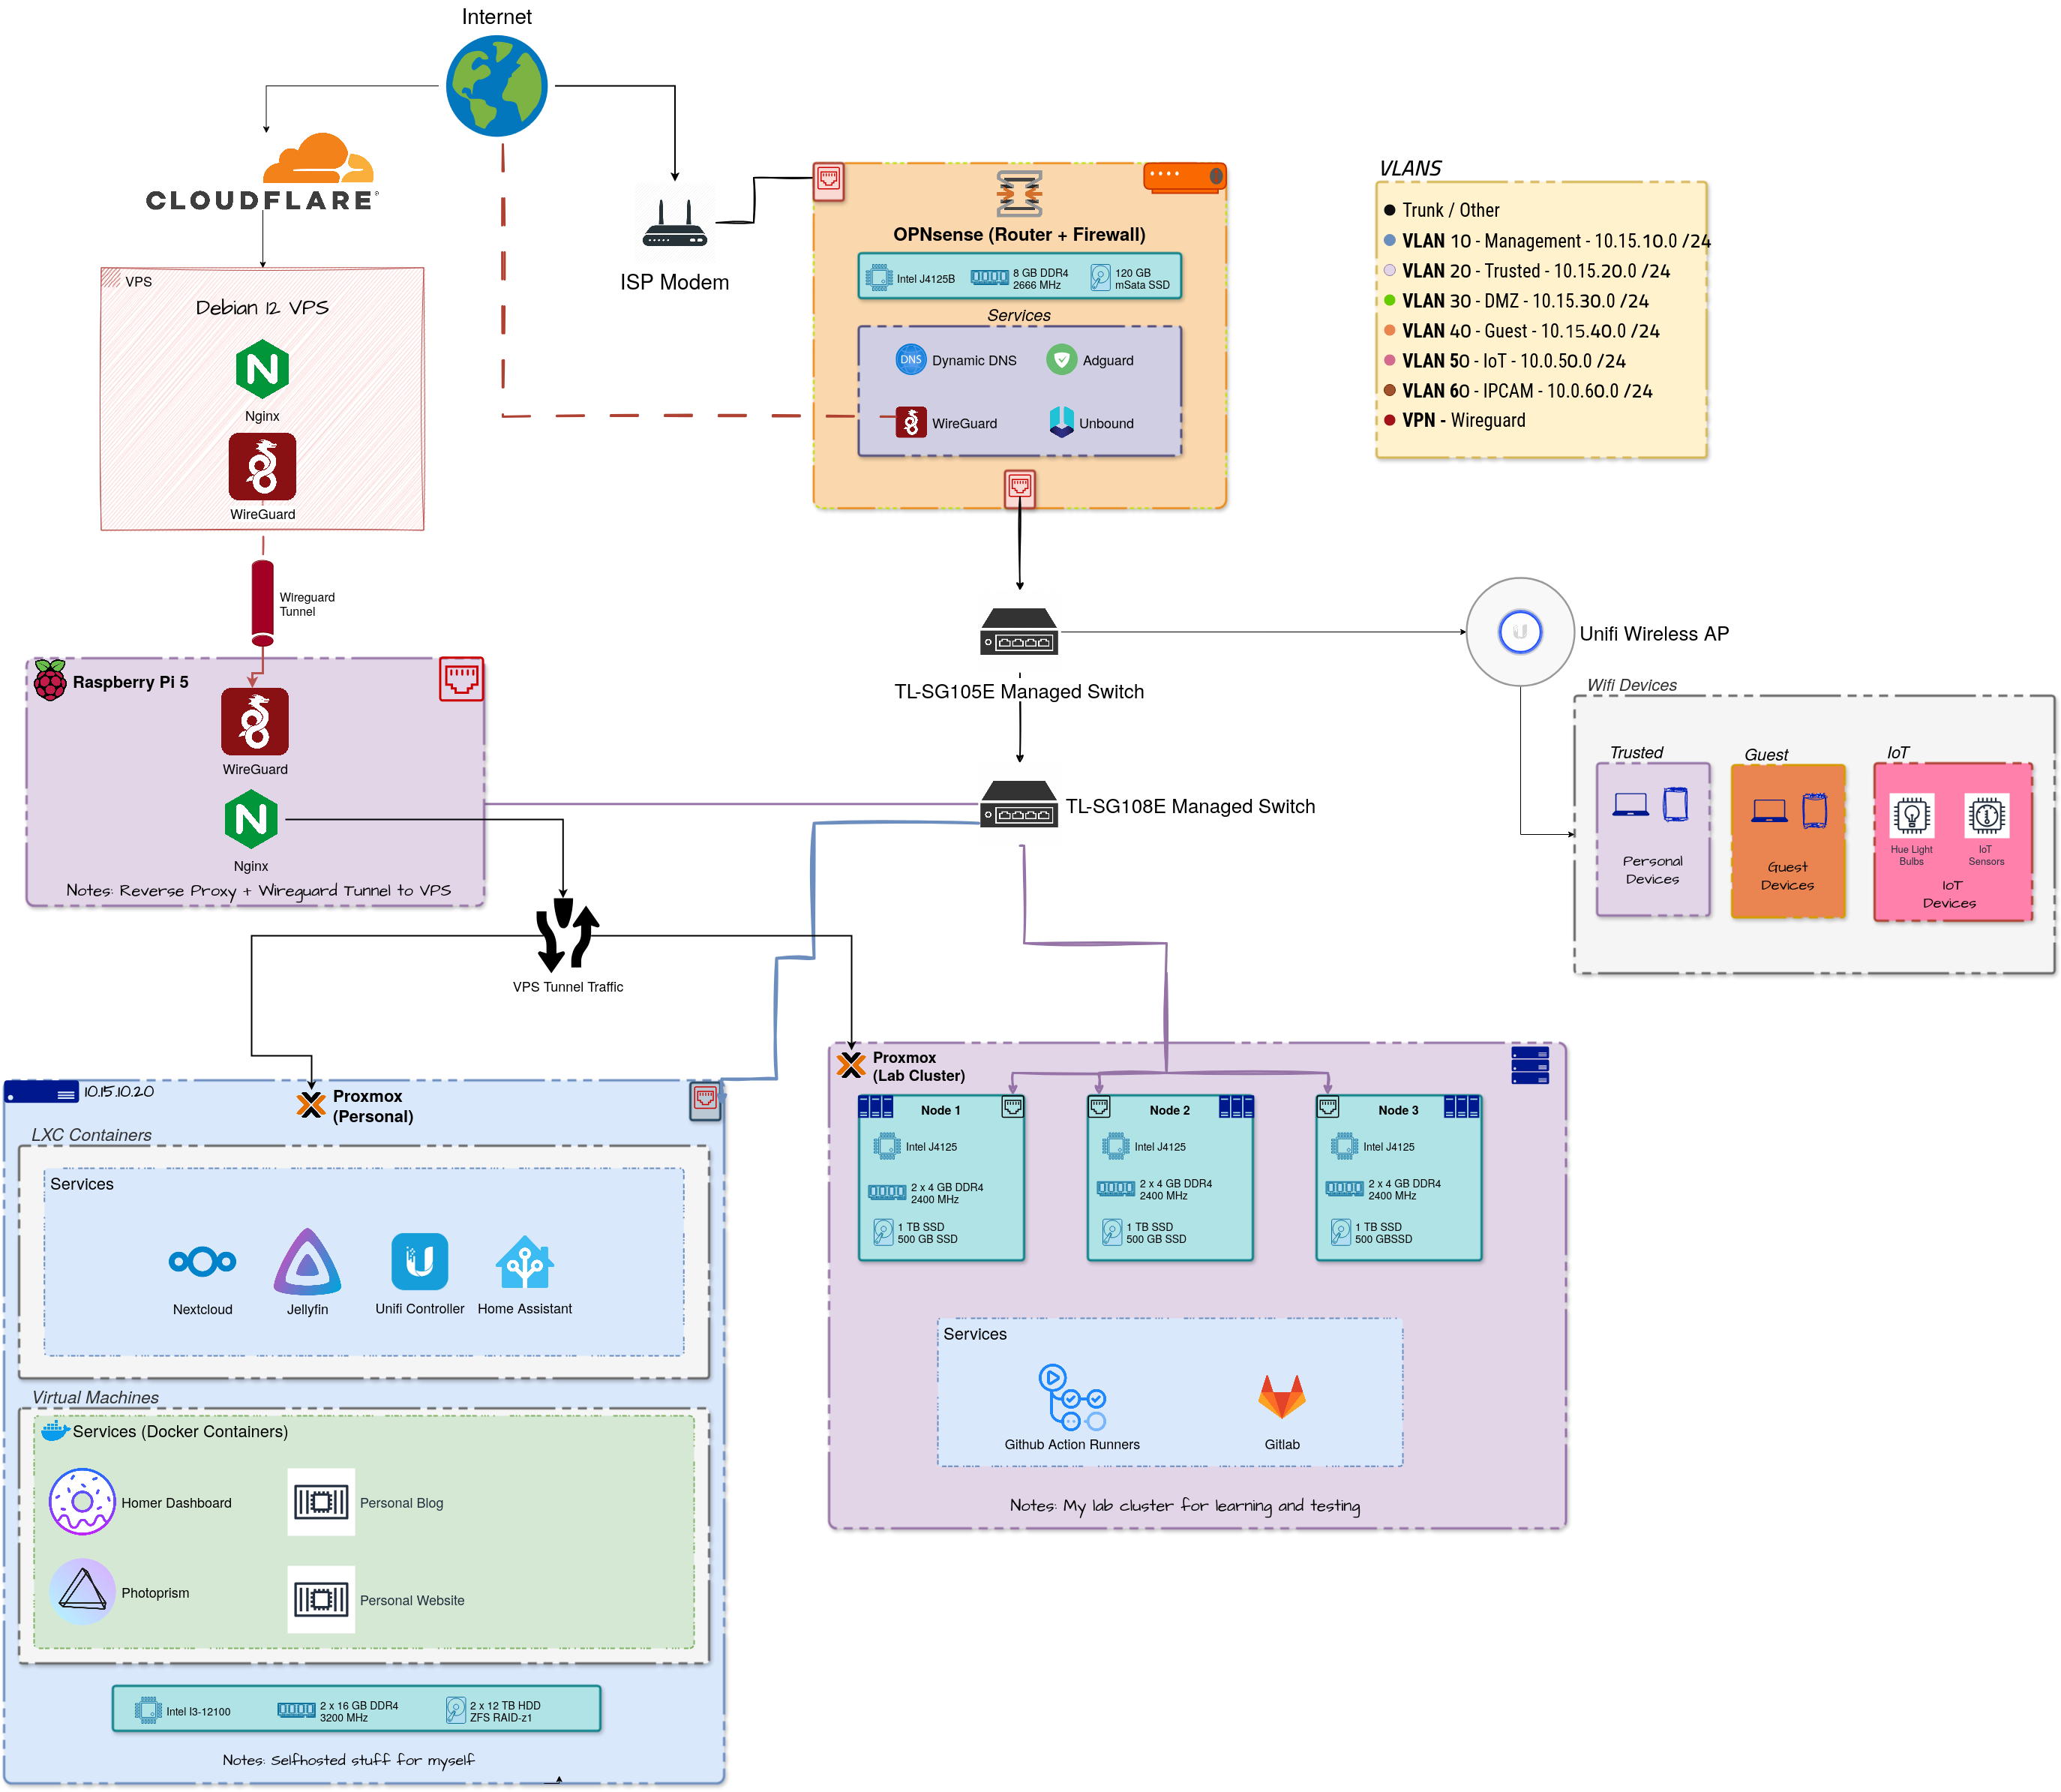 Internet
CLOUDFLARE
ISP Modem
VPS
Debian 12 VPS
Nginx
WireGuard
Wireguard
Tunnel
OPNsense (Router + Firewall)
Intel J4125B
8 GB DDR4
2666 MHz
120 GB
mSata SSD
Services
DNS
Dynamic DNS
Adguard
WireGuard
Unbound
VLANS
Trunk / Other
VLAN 10 - Management - 10.15.10.0 /24
VLAN 20 - Trusted - 10.15.20.0 /24
VLAN 30 - DMZ - 10.15.30.0 /24
VLAN 40 - Guest - 10.15.40.0 /24
VLAN 50 - IoT - 10.0.50.0 /24
VLAN 60 - IPCAM - 10.0.60.0 /24
VPN - Wireguard
TL-SG105E Managed Switch
Unifi Wireless AP
TL-SG108E Managed Switch
Wifi Devices
Trusted
Personal
Devices
Guest
Guest
Devices
IoT
Hue Light
Bulbs
IoT
Sensors
IoT
Devices
Raspberry Pi 5
WireGuard
Nginx
Notes: Reverse Proxy + Wireguard Tunnel to VPS
VPS Tunnel Traffic
10.15.10.20
Proxmox
(Personal)
LXC Containers
Services
Nextcloud
Jellyfin
Unifi Controller
Home Assistant
Virtual Machines
Services (Docker Containers)
Homer Dashboard
Personal Blog
Photoprism
Personal Website
Intel I3-12100
2 x 16 GB DDR4
3200 MHz
2 x 12 TB HDD
ZFS RAID-z1
Notes: Selfhosted stuff for myself
Proxmox
(Lab Cluster)
Node 1
Intel J4125
2 x 4 GB DDR4
2400 MHz
1 TB SSD
500 GB SSD
Node 2
Intel J4125
2 x 4 GB DDR4
2400 MHz
1 TB SSD
500 GB SSD
Node 3
Intel J4125
2 x 4 GB DDR4
2400 MHz
1 TB SSD
500 GBSSD
Services
Github Action Runners
Gitlab
Notes: My lab cluster for learning and testing